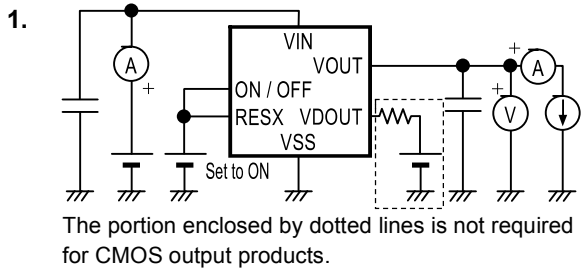 1.
VIN
A
+
VOUT
ON / OFF
RESX VDOUT
VSS
Set to ON
+
A
+
V
The portion enclosed by dotted lines is not required
for CMOS output products.